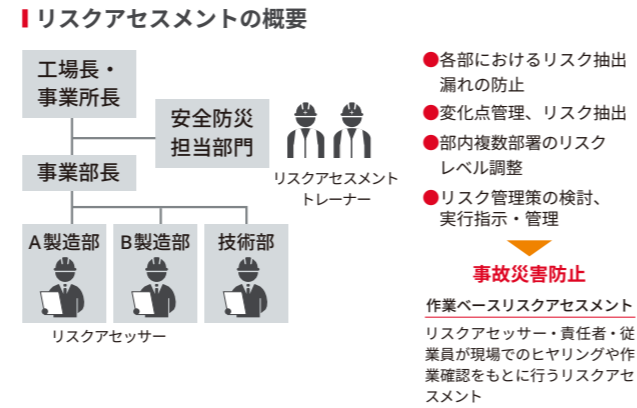 リスクアセスメントの概要
工場長・
事業所長
安全防災
担当部門
リスクアセスメント
トレーナー
事業部長
A製造部
B製造部
技術部
リスクアセッサー
●各部におけるリスク抽出
漏れの防止
●変化点管理、リスク抽出
●部内複数部署のリスク
レベル調整
●リスク管理策の検討、
実行指示・管理
事故災害防止
作業ベースリスクアセスメント
リスクアセッサー・責任者・従
業員が現場でのヒヤリングや作
業確認をもとに行うリスクアセ
スメント